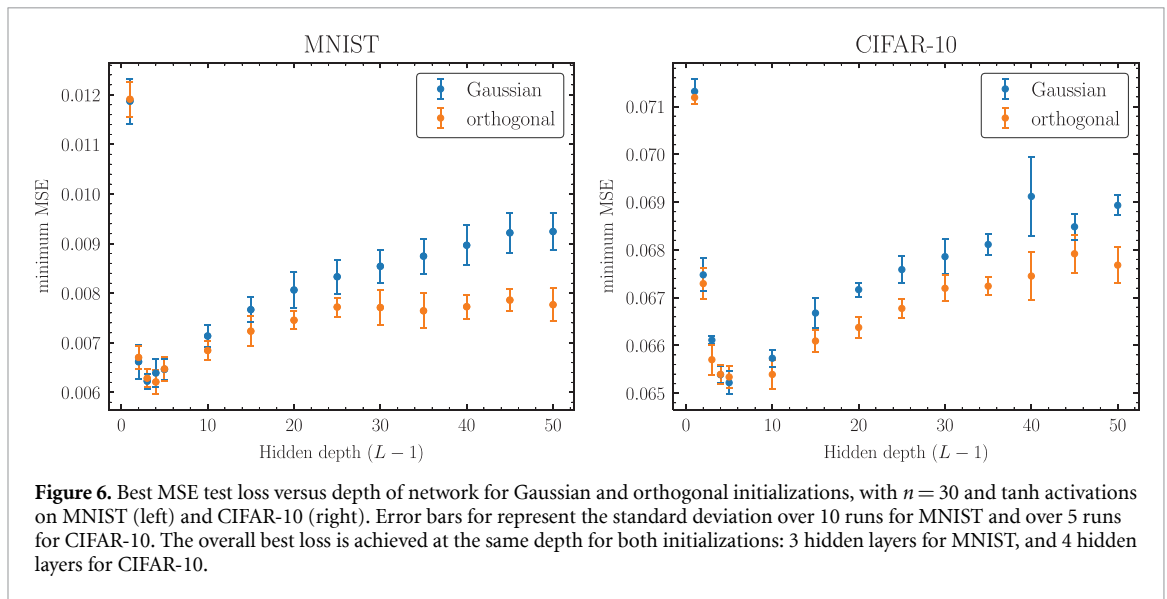 MNIST
0.012
0.011
0.010
0.009
0.008
0.007
0.006
minimum MSE
Gaussian
orthogonal
0 10 20 30 40 50
Hidden depth (L − 1)
CIFAR-10
0.071
0.070
0.069
0.068
0.067
0.066
0.065
minimum MSE
Gaussian
orthogonal
0 10 20 30 40 50
Hidden depth (L − 1)
Figure 6. Best MSE test loss versus depth of network for Gaussian and orthogonal initializations, with n = 30 and tanh activations
on MNIST (left) and CIFAR-10 (right). Error bars for represent the standard deviation over 10 runs for MNIST and over 5 runs
for CIFAR-10. The overall best loss is achieved at the same depth for both initializations: 3 hidden layers for MNIST, and 4 hidden
layers for CIFAR-10.